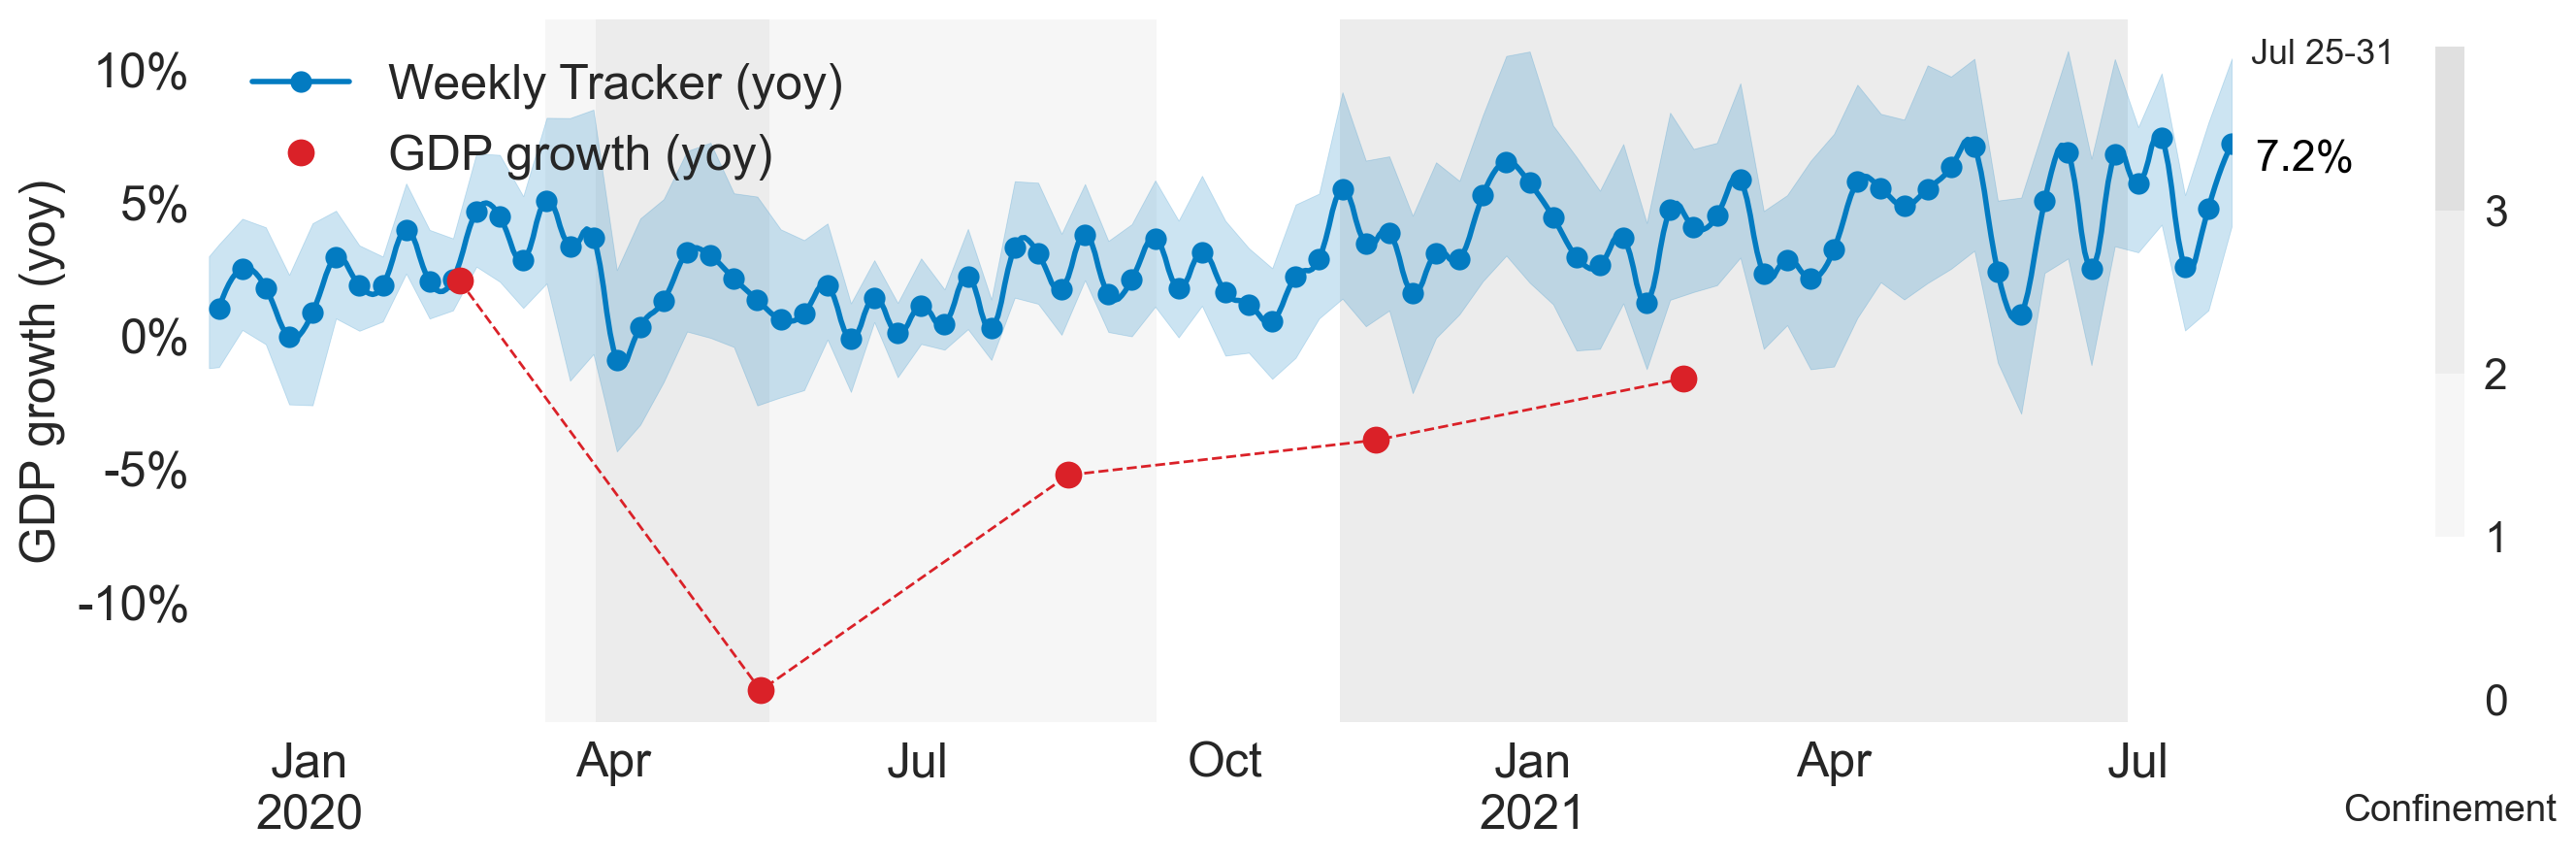 10%
5%
0%
-5%
-10%
GDP growth (yoy)
Weekly Tracker (yoy)
GDP growth (yoy)
Jul 25-31
7.2%
3
2
1
0
Jan
2020
Apr
Jul
Oct
Jan
2021
Apr
Jul
Confinement